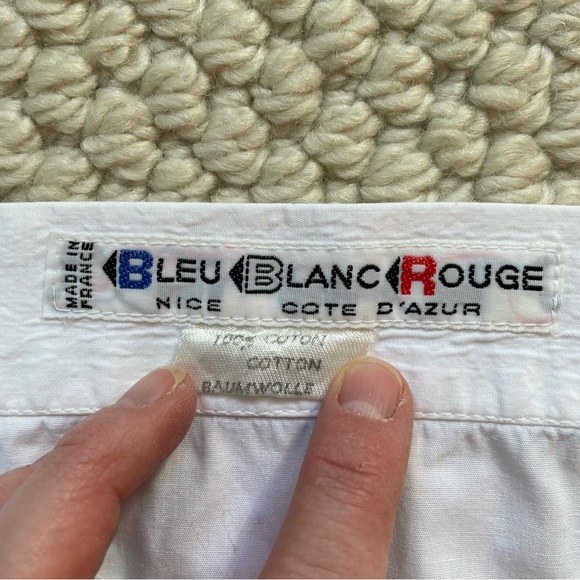 MADE IN
FRANCE
BLEU BLANC ROUGE
NICE COTE D'AZUR
100% COTON
COTTON
BAUMWOLLE